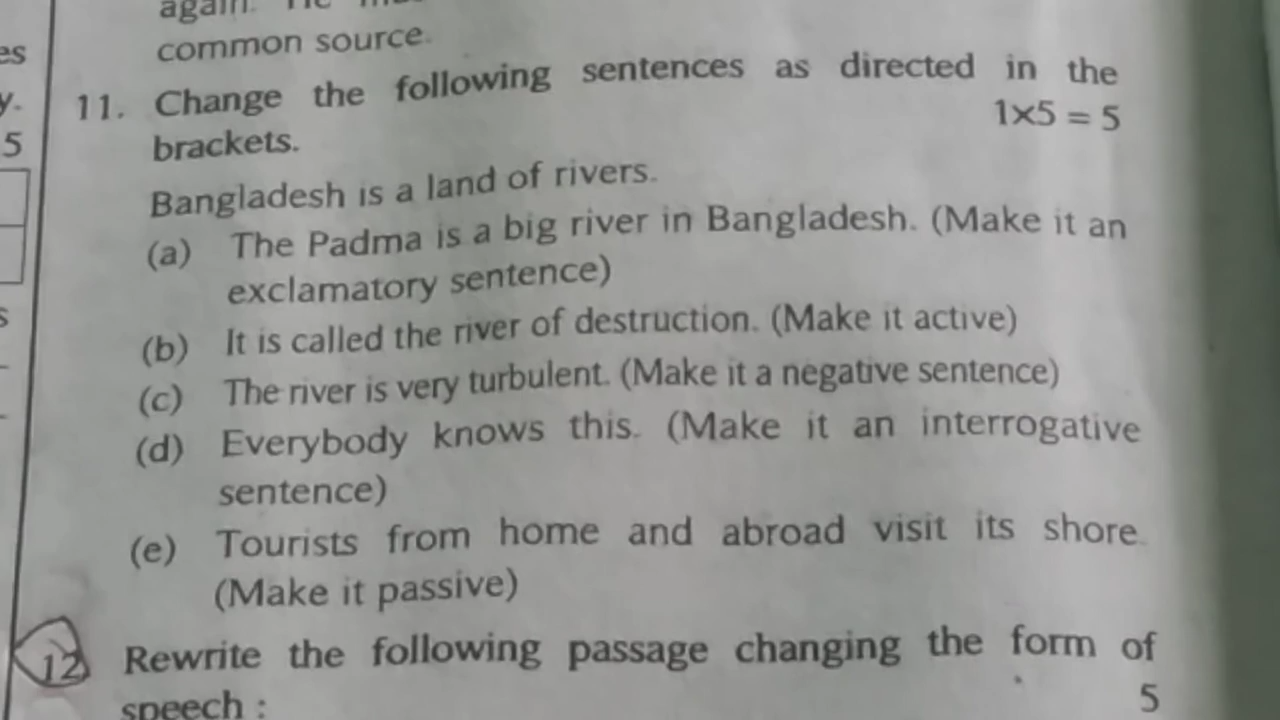 again. He
common source.
11. Change the following sentences as directed in the
brackets. 1×5 = 5
Bangladesh is a land of rivers.
(a) The Padma is a big river in Bangladesh. (Make it an
exclamatory sentence)
(b) It is called the river of destruction. (Make it active)
(c) The river is very turbulent. (Make it a negative sentence)
(d) Everybody knows this. (Make it an interrogative
sentence)
(e) Tourists from home and abroad visit its shore.
(Make it passive)
12 Rewrite the following passage changing the form of
speech : 5
es
y.
5
s